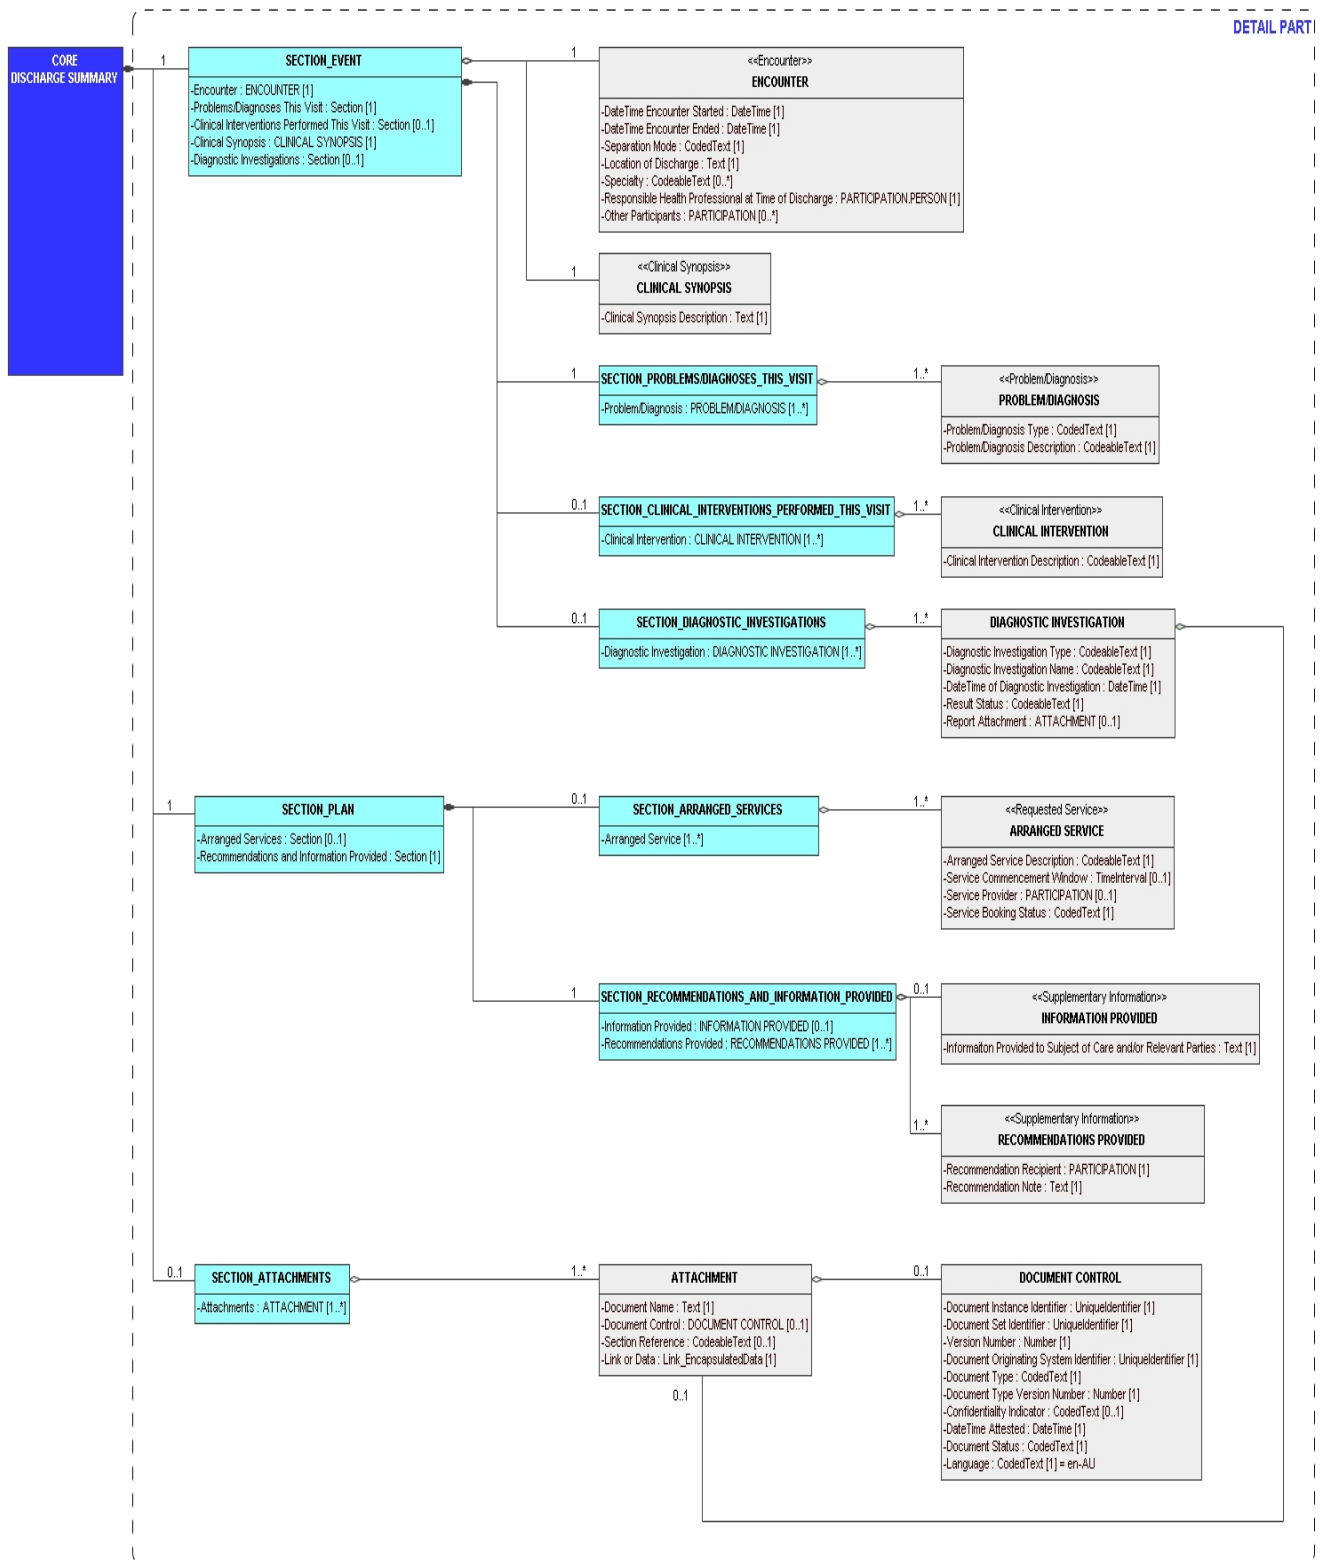 DETAIL PART
CORE
DISCHARGE SUMMARY
1
SECTION_EVENT
-Encounter : ENCOUNTER [1]
-Problems/Diagnoses This Visit : Section [1]
-Clinical Interventions Performed This Visit : Section [0..1]
-Clinical Synopsis : CLINICAL SYNOPSIS [1]
-Diagnostic Investigations : Section [0..1]
1
<<Encounter>>
ENCOUNTER
-DateTime Encounter Started : DateTime [1]
-DateTime Encounter Ended : DateTime [1]
-Separation Mode : CodedText [1]
-Location of Discharge : Text [1]
-Specialty : CodeableText [0..*]
-Responsible Health Professional at Time of Discharge : PARTICIPATION.PERSON [1]
-Other Participants : PARTICIPATION [0..*]
1
<<Clinical Synopsis>>
CLINICAL SYNOPSIS
-Clinical Synopsis Description : Text [1]
1
SECTION_PROBLEMS/DIAGNOSES_THIS_VISIT
-Problem/Diagnosis : PROBLEM/DIAGNOSIS [1..*]
1..*
<<Problem/Diagnosis>>
PROBLEM/DIAGNOSIS
-Problem/Diagnosis Type : CodedText [1]
-Problem/Diagnosis Description : CodeableText [1]
0..1
SECTION_CLINICAL_INTERVENTIONS_PERFORMED_THIS_VISIT
-Clinical Intervention : CLINICAL INTERVENTION [1..*]
1..*
<<Clinical Intervention>>
CLINICAL INTERVENTION
-Clinical Intervention Description : CodeableText [1]
0..1
SECTION_DIAGNOSTIC_INVESTIGATIONS
-Diagnostic Investigation : DIAGNOSTIC INVESTIGATION [1..*]
1..*
DIAGNOSTIC INVESTIGATION
-Diagnostic Investigation Type : CodeableText [1]
-Diagnostic Investigation Name : CodeableText [1]
-DateTime of Diagnostic Investigation : DateTime [1]
-Result Status : CodeableText [1]
-Report Attachment : ATTACHMENT [0..1]
1
SECTION_PLAN
-Arranged Services : Section [0..1]
-Recommendations and Information Provided : Section [1]
0..1
SECTION_ARRANGED_SERVICES
-Arranged Service [1..*]
1..*
<<Requested Service>>
ARRANGED SERVICE
-Arranged Service Description : CodeableText [1]
-Service Commencement Window : TimeInterval [0..1]
-Service Provider : PARTICIPATION [0..1]
-Service Booking Status : CodedText [1]
1
SECTION_RECOMMENDATIONS_AND_INFORMATION_PROVIDED
-Information Provided : INFORMATION PROVIDED [0..1]
-Recommendations Provided : RECOMMENDATIONS PROVIDED [1..*]
0..1
<<Supplementary Information>>
INFORMATION PROVIDED
-Informaiton Provided to Subject of Care and/or Relevant Parties : Text [1]
1..*
<<Supplementary Information>>
RECOMMENDATIONS PROVIDED
-Recommendation Recipient : PARTICIPATION [1]
-Recommendation Note : Text [1]
0..1
SECTION_ATTACHMENTS
-Attachments : ATTACHMENT [1..*]
1..*
ATTACHMENT
-Document Name : Text [1]
-Document Control : DOCUMENT CONTROL [0..1]
-Section Reference : CodeableText [0..1]
-Link or Data : Link_EncapsulatedData [1]
0..1
0..1
DOCUMENT CONTROL
-Document Instance Identifier : UniqueIdentifier [1]
-Document Set Identifier : UniqueIdentifier [1]
-Version Number : Number [1]
-Document Originating System Identifier : UniqueIdentifier [1]
-Document Type : CodedText [1]
-Document Type Version Number : Number [1]
-Confidentiality Indicator : CodedText [0..1]
-DateTime Attested : DateTime [1]
-Document Status : CodedText [1]
-Language : CodedText [1] = en-AU